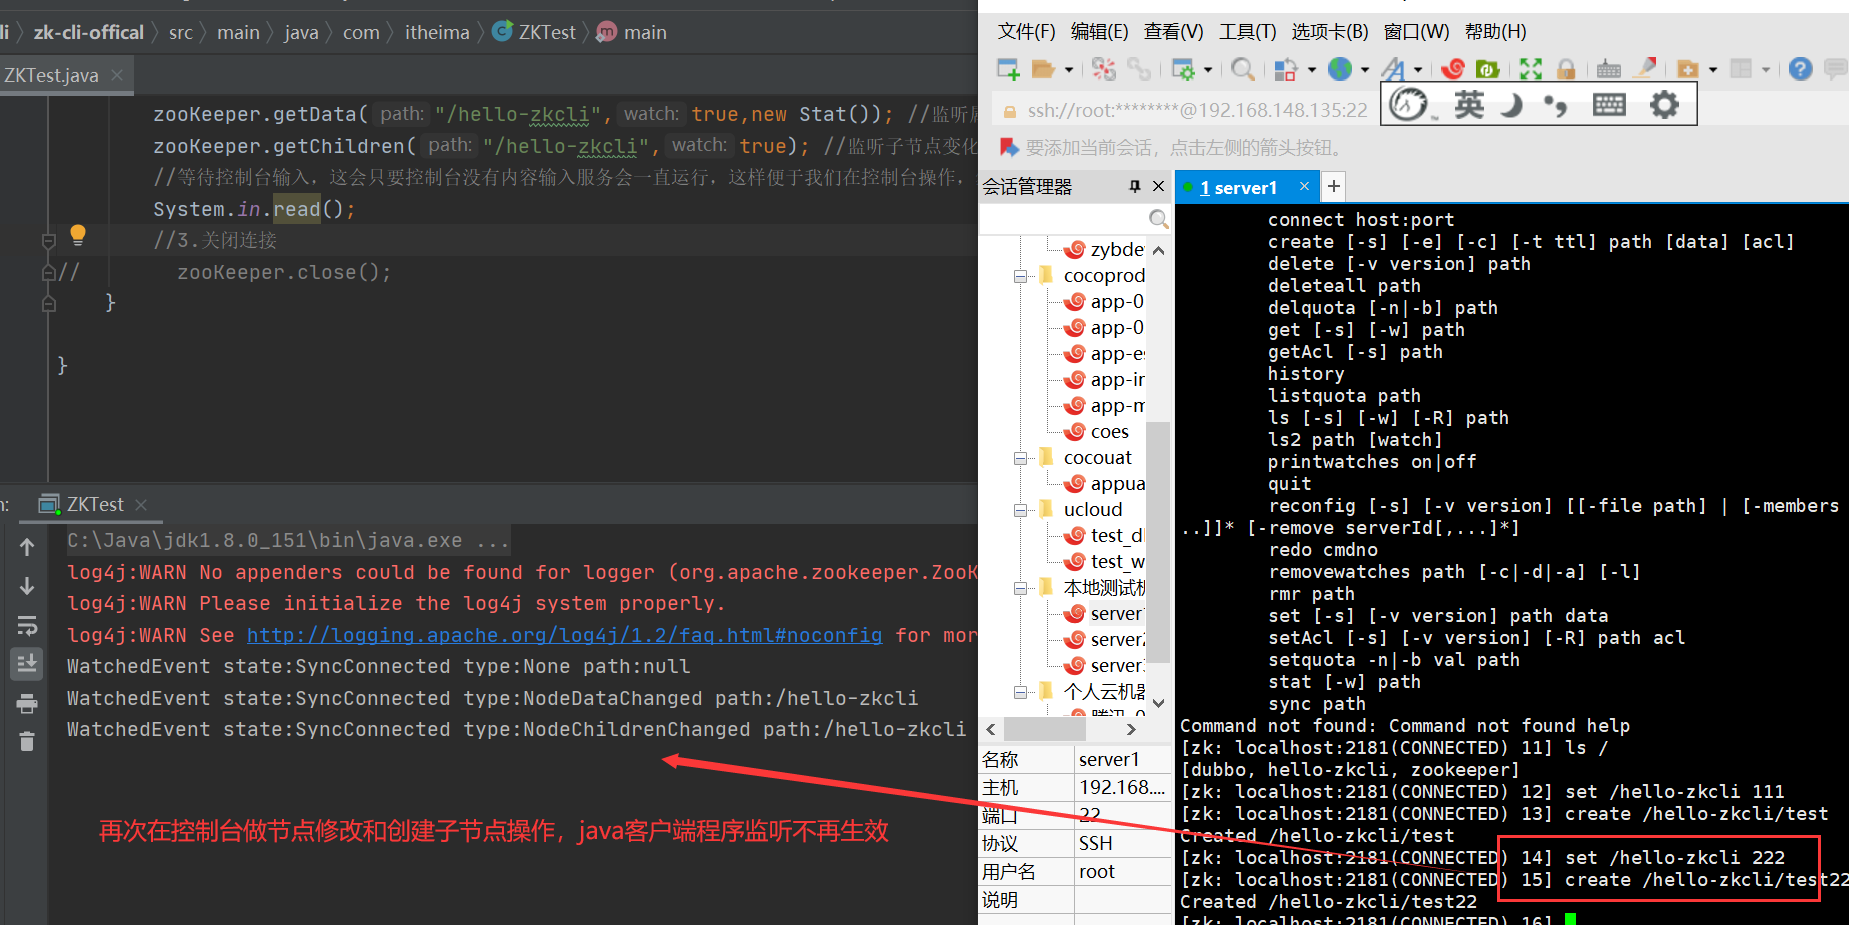 li 〉 zk-cli-offical 〉 src 〉 main 〉 java 〉 com 〉 itheima 〉 ZKTest 〉 main
ZKTest.java
zooKeeper.getData( path: "/hello-zkcli", watch: true,new Stat()); //监听
zooKeeper.getChildren( path: "/hello-zkcli", watch: true); //监听子节点变化
//等待控制台输入，这会只要控制台没有内容输入服务会一直运行，这样便于我们在控制台操作，
System.in.read();
//3.关闭连接
// zooKeeper.close();
}
}
ZKTest
C:\Java\jdk1.8.0_151\bin\java.exe ...
log4j:WARN No appenders could be found for logger (org.apache.zookeeper.ZooK
log4j:WARN Please initialize the log4j system properly.
log4j:WARN See http://logging.apache.org/log4j/1.2/faq.html#noconfig for mor
WatchedEvent state:SyncConnected type:None path:null
WatchedEvent state:SyncConnected type:NodeDataChanged path:/hello-zkcli
WatchedEvent state:SyncConnected type:NodeChildrenChanged path:/hello-zkcli
再次在控制台做节点修改和创建子节点操作，java客户端程序监听不再生效
文件(F) 编辑(E) 查看(V) 工具(T) 选项卡(B) 窗口(W) 帮助(H)
ssh://root:********@192.168.148.135:22
英
要添加当前会话，点击左侧的箭头按钮。
会话管理器
1 server1
zybde
cocoprod
app-0
app-0
app-e
app-ir
app-m
coes
cocouat
appua
ucloud
test_d
test_w
本地测试机
server
server2
server
个人云机器
名称 server1
主机 192.168....
端口 22
协议 SSH
用户名 root
说明
connect host:port
create [-s] [-e] [-c] [-t ttl] path [data] [acl]
delete [-v version] path
deleteall path
delquota [-n|-b] path
get [-s] [-w] path
getAcl [-s] path
history
listquota path
ls [-s] [-w] [-R] path
ls2 path [watch]
printwatches on|off
quit
reconfig [-s] [-v version] [[-file path] | [-members
..]]* [-remove serverId[,...]*]
redo cmdno
removewatches path [-c|-d|-a] [-l]
rmr path
set [-s] [-v version] path data
setAcl [-s] [-v version] [-R] path acl
setquota -n|-b val path
stat [-w] path
sync path
Command not found: Command not found help
[zk: localhost:2181(CONNECTED) 11] ls /
[dubbo, hello-zkcli, zookeeper]
[zk: localhost:2181(CONNECTED) 12] set /hello-zkcli 111
[zk: localhost:2181(CONNECTED) 13] create /hello-zkcli/test
Created /hello-zkcli/test
[zk: localhost:2181(CONNECTED) 14] set /hello-zkcli 222
[zk: localhost:2181(CONNECTED) 15] create /hello-zkcli/test22
Created /hello-zkcli/test22
[zk: localhost:2181(CONNECTED) 16]